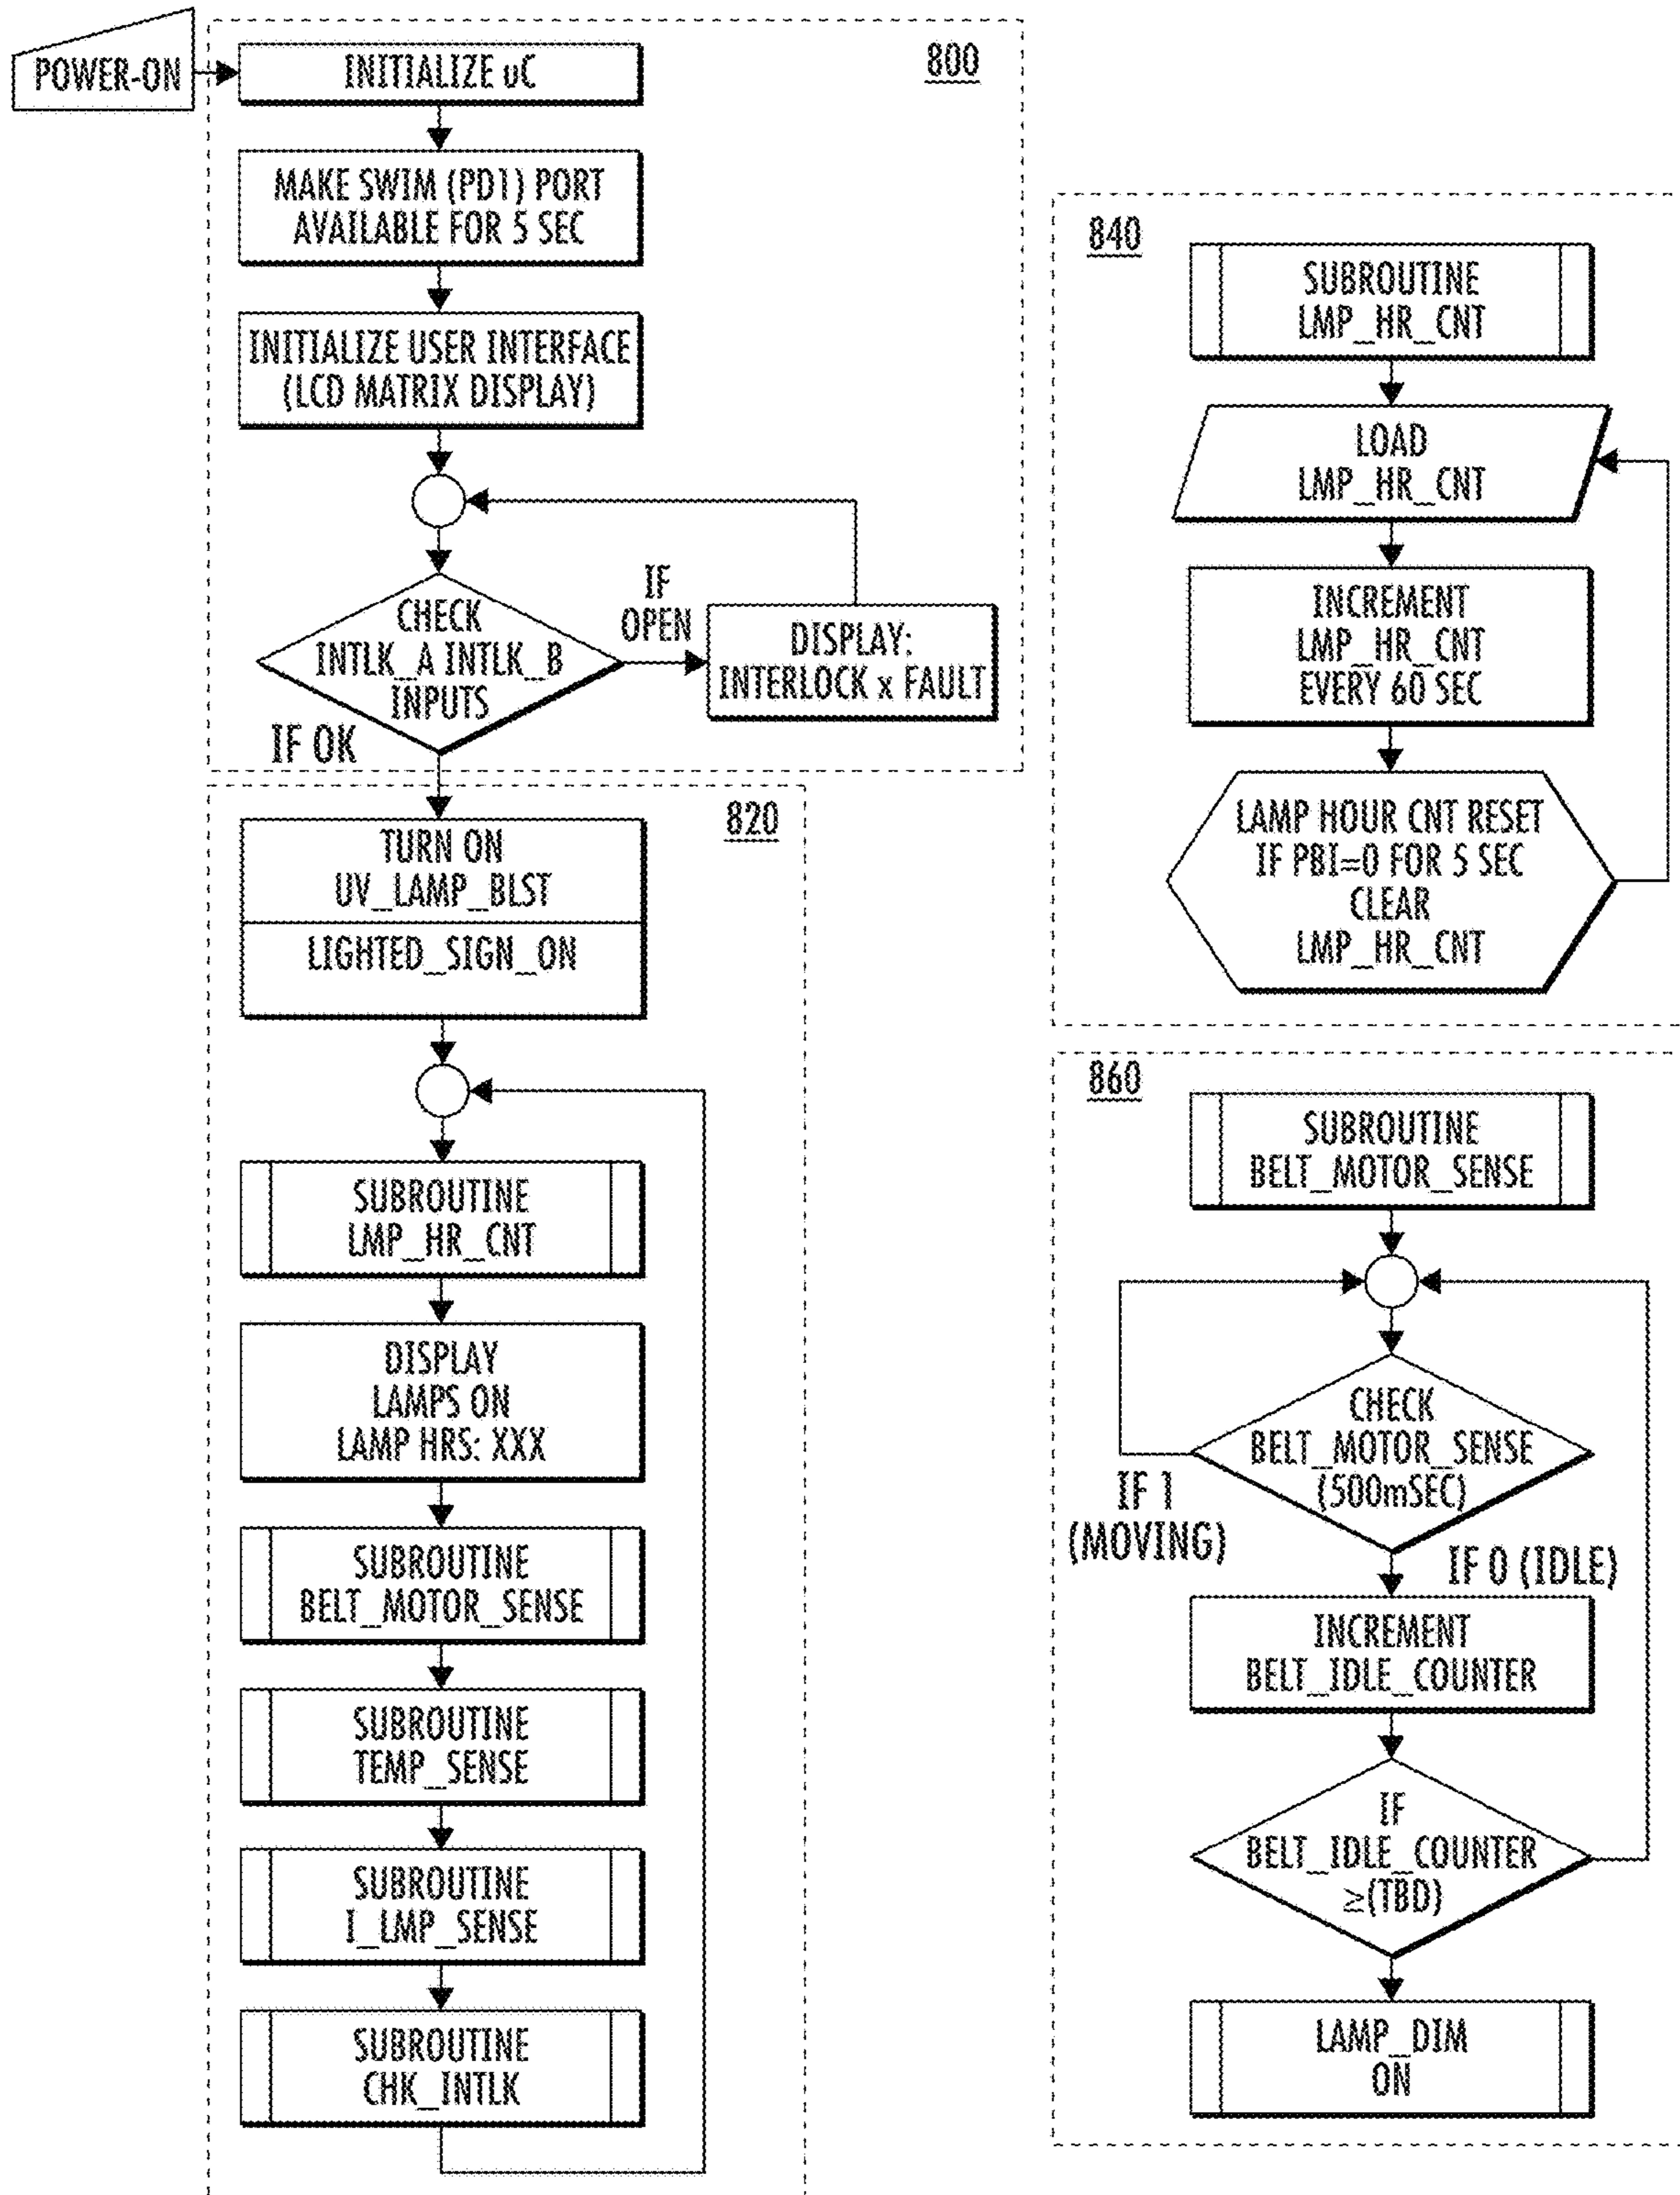 POWER-ON
800
INITIALIZE uC
MAKE SWIM (PD1) PORT
AVAILABLE FOR 5 SEC
INITIALIZE USER INTERFACE
(LCD MATRIX DISPLAY)
CHECK
INTLK_A INTLK_B
INPUTS
IF
OPEN
DISPLAY:
INTERLOCK x FAULT
IF OK
820
TURN ON
UV_LAMP_BLST
LIGHTED_SIGN_ON
SUBROUTINE
LMP_HR_CNT
DISPLAY
LAMPS ON
LAMP HRS: XXX
SUBROUTINE
BELT_MOTOR_SENSE
SUBROUTINE
TEMP_SENSE
SUBROUTINE
I_LMP_SENSE
SUBROUTINE
CHK_INTLK
840
SUBROUTINE
LMP_HR_CNT
LOAD
LMP_HR_CNT
INCREMENT
LMP_HR_CNT
EVERY 60 SEC
LAMP HOUR CNT RESET
IF PBI=0 FOR 5 SEC
CLEAR
LMP_HR_CNT
860
SUBROUTINE
BELT_MOTOR_SENSE
CHECK
BELT_MOTOR_SENSE
(500mSEC)
IF 1
(MOVING)
IF 0 (IDLE)
INCREMENT
BELT_IDLE_COUNTER
IF
BELT_IDLE_COUNTER
≥(TBD)
LAMP_DIM
ON